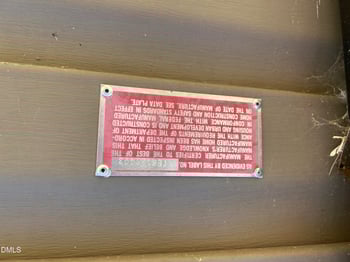 AS EVIDENCED BY THIS LABEL NO.
THE MANUFACTURER CERTIFIES TO THE BEST OF THE
MANUFACTURER'S KNOWLEDGE AND BELIEF THAT THIS
MANUFACTURED HOME HAS BEEN INSPECTED IN ACCORD-
ANCE WITH THE REQUIREMENTS OF THE DEPARTMENT OF
HOUSING AND URBAN DEVELOPMENT AND IS CONSTRUCTED
IN CONFORMANCE WITH THE FEDERAL MANUFACTURED
HOME CONSTRUCTION AND SAFETY STANDARDS IN EFFECT
ON THE DATE OF MANUFACTURE. SEE DATA PLATE.
©DMLS